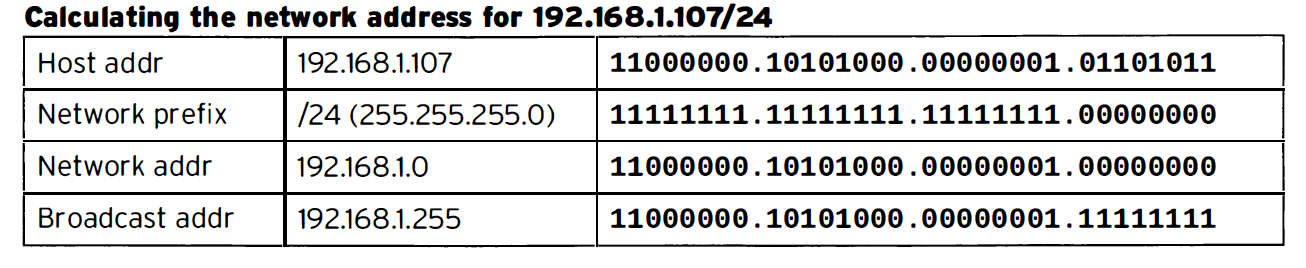 Calculating the network address for 192.168.1.107/24
Host addr 192.168.1.107 11000000.10101000.00000001.01101011
Network prefix /24 (255.255.255.0) 11111111.11111111.11111111.00000000
Network addr 192.168.1.0 11000000.10101000.00000001.00000000
Broadcast addr 192.168.1.255 11000000.10101000.00000001.11111111